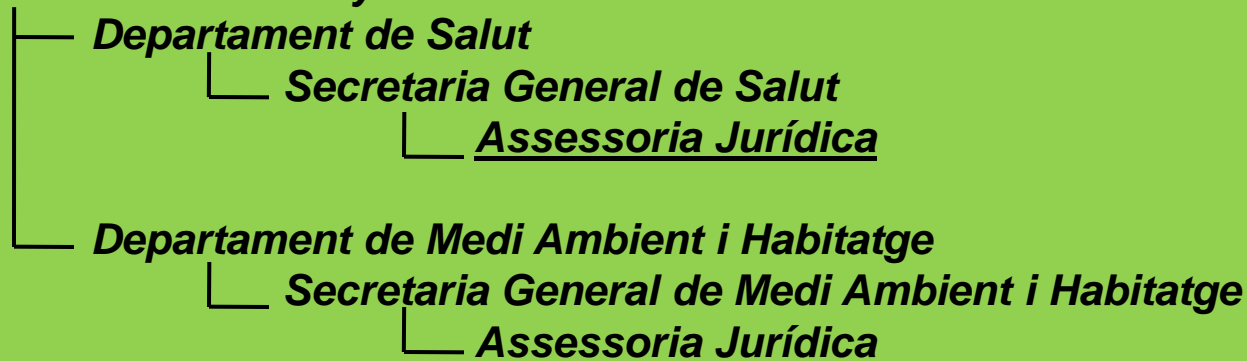 Departament de Salut
Secretaria General de Salut
Assessoria Jurídica
Departament de Medi Ambient i Habitatge
Secretaria General de Medi Ambient i Habitatge
Assessoria Jurídica